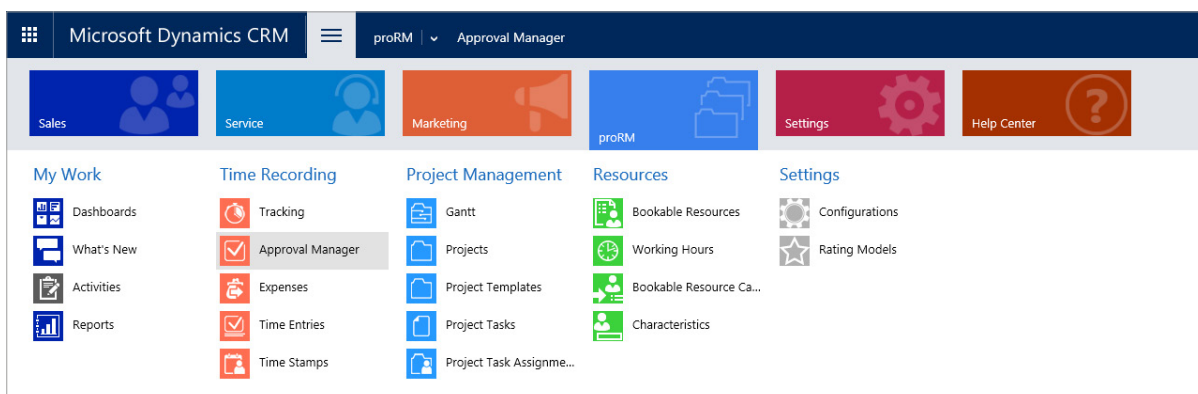 Microsoft Dynamics CRM proRM Approval Manager
Sales Service Marketing proRM Settings Help Center
My Work
Dashboards
What's New
Activities
Reports
Time Recording
Tracking
Approval Manager
Expenses
Time Entries
Time Stamps
Project Management
Gantt
Projects
Project Templates
Project Tasks
Project Task Assignme...
Resources
Bookable Resources
Working Hours
Bookable Resource Ca...
Characteristics
Settings
Configurations
Rating Models